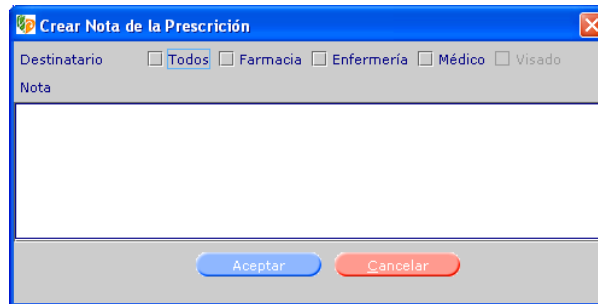 Crear Nota de la Prescrición
Destinatario Todos Farmacia Enfermería Médico Visado
Nota
Aceptar Cancelar